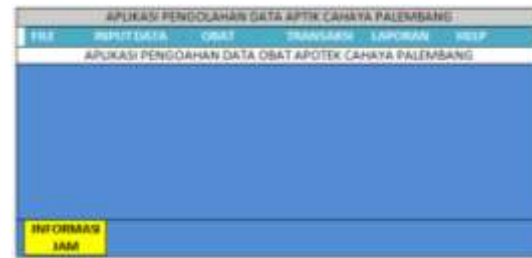 APLIKASI PENGOLAHAN DATA APTIK CAHAYA PALEMBANG
FILE INPUT DATA OBAT TRANSAKSI LAPORAN HELP
APLIKASI PENGOAHAN DATA OBAT APOTEK CAHAYA PALEMBANG
INFORMASI
JAM